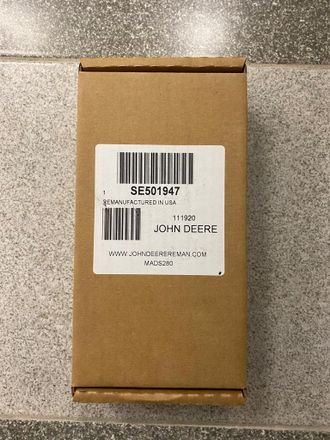 1
SE501947
REMANUFACTURED IN USA
111920
JOHN DEERE
WWW.JOHNDEEREREMAN.COM
MADS280